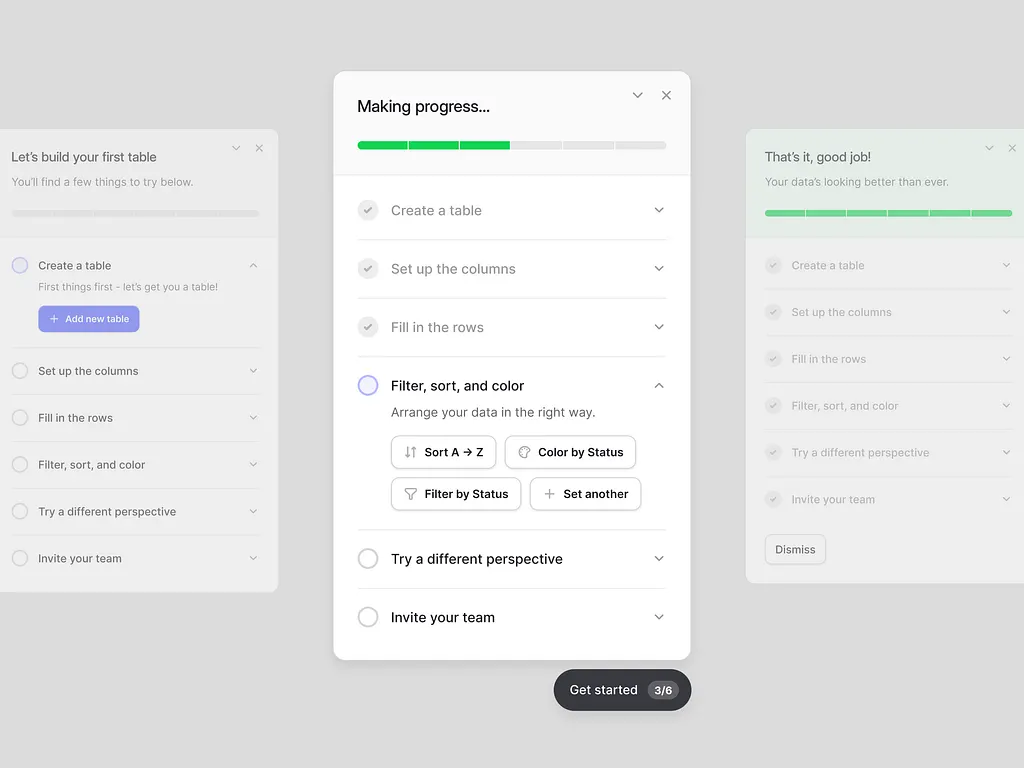 Let’s build your first table
You’ll find a few things to try below.
Create a table
First things first - let’s get you a table!
Add new table
Set up the columns
Fill in the rows
Filter, sort, and color
Try a different perspective
Invite your team
Making progress...
Create a table
Set up the columns
Fill in the rows
Filter, sort, and color
Arrange your data in the right way.
Sort A → Z
Color by Status
Filter by Status
Set another
Try a different perspective
Invite your team
Get started 3/6
That’s it, good job!
Your data’s looking better than ever.
Create a table
Set up the columns
Fill in the rows
Filter, sort, and color
Try a different perspective
Invite your team
Dismiss